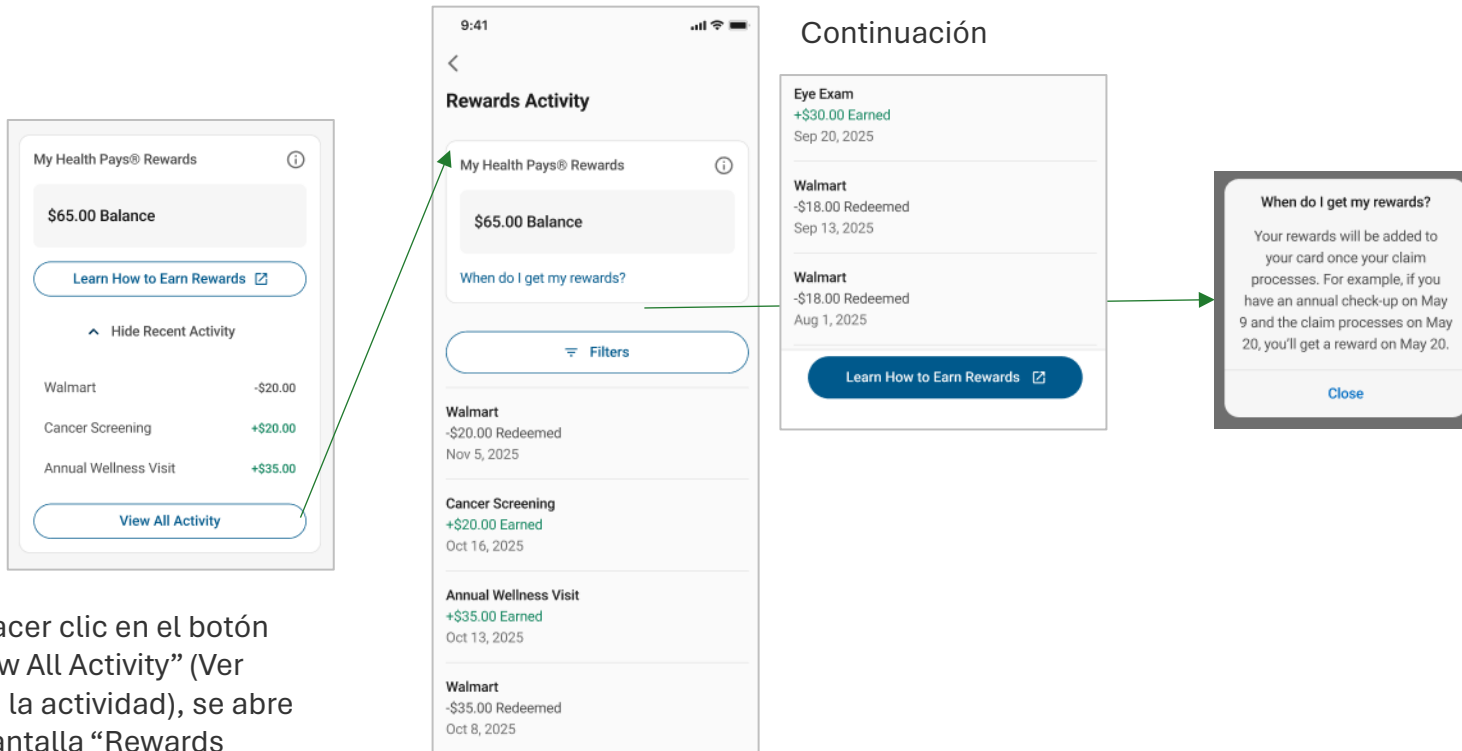 My Health Pays® Rewards
$65.00 Balance
Learn How to Earn Rewards
Hide Recent Activity
Walmart -$20.00
Cancer Screening +$20.00
Annual Wellness Visit +$35.00
View All Activity
acer clic en el botón
w All Activity” (Ver
la actividad), se abre
antalla “Rewards
9:41
Rewards Activity
My Health Pays® Rewards
$65.00 Balance
When do I get my rewards?
Filters
Walmart
-$20.00 Redeemed
Nov 5, 2025
Cancer Screening
+$20.00 Earned
Oct 16, 2025
Annual Wellness Visit
+$35.00 Earned
Oct 13, 2025
Walmart
-$35.00 Redeemed
Oct 8, 2025
Continuación
Eye Exam
+$30.00 Earned
Sep 20, 2025
Walmart
-$18.00 Redeemed
Sep 13, 2025
Walmart
-$18.00 Redeemed
Aug 1, 2025
Learn How to Earn Rewards
When do I get my rewards?
Your rewards will be added to
your card once your claim
processes. For example, if you
have an annual check-up on May
9 and the claim processes on May
20, you’ll get a reward on May 20.
Close